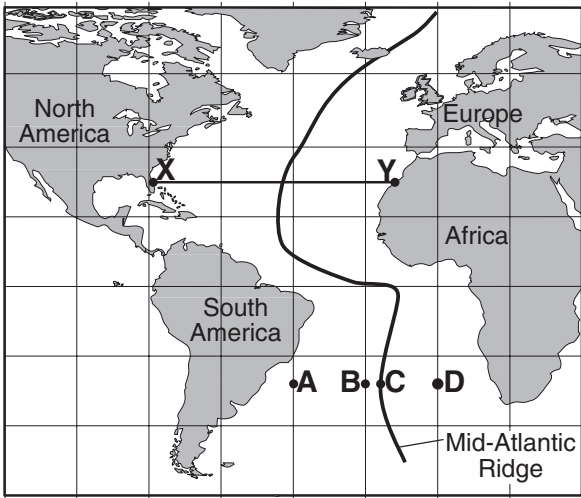 North
America
Europe
X
Y
Africa
South
America
A
B
C
D
Mid-Atlantic
Ridge